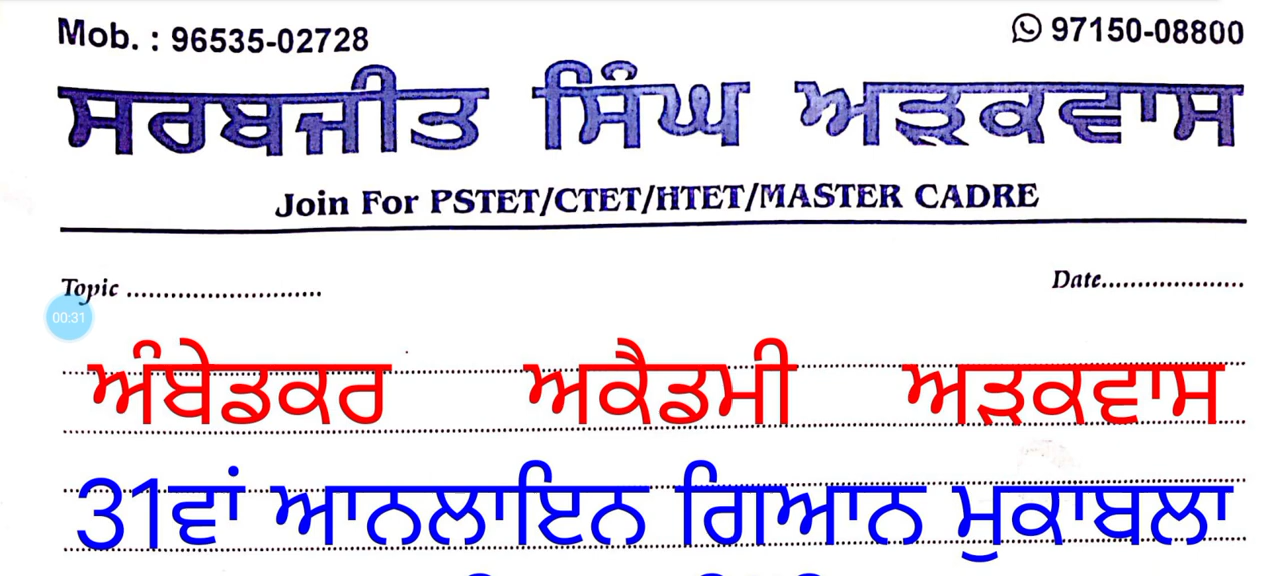 Mob. : 96535-02728 97150-08800
ਸਰਬਜੀਤ ਸਿੰਘ ਅੜਕਵਾਸ
Join For PSTET/CTET/HTET/MASTER CADRE
Topic ........................... Date....................
00:31
ਅੰਬੇਡਕਰ ਅਕੈਡਮੀ ਅੜਕਵਾਸ
31ਵਾਂ ਆਨਲਾਇਨ ਗਿਆਨ ਮੁਕਾਬਲਾ